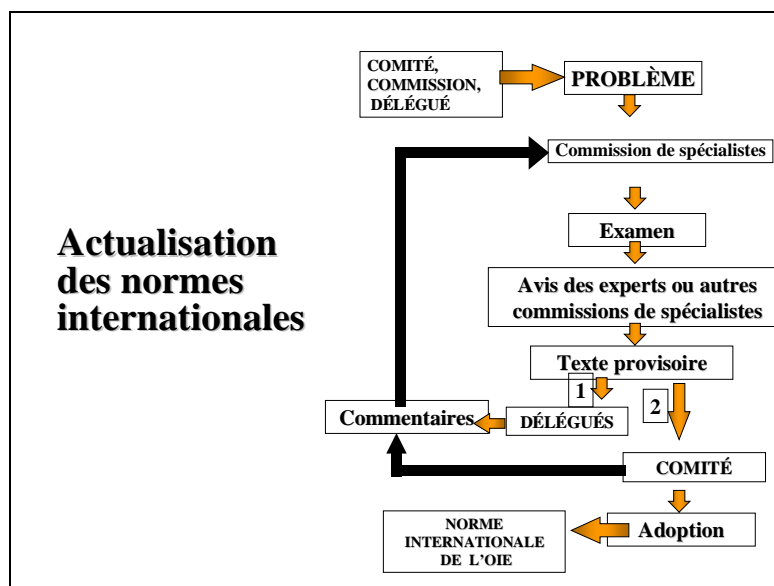 COMITÉ,
COMMISSION,
DÉLÉGUÉ
PROBLÈME
Commission de spécialistes
Actualisation
des normes
internationales
Examen
Avis des experts ou autres
commissions de spécialistes
Texte provisoire
1
2
Commentaires
DÉLÉGUÉS
COMITÉ
Adoption
NORME
INTERNATIONALE
DE L'OIE